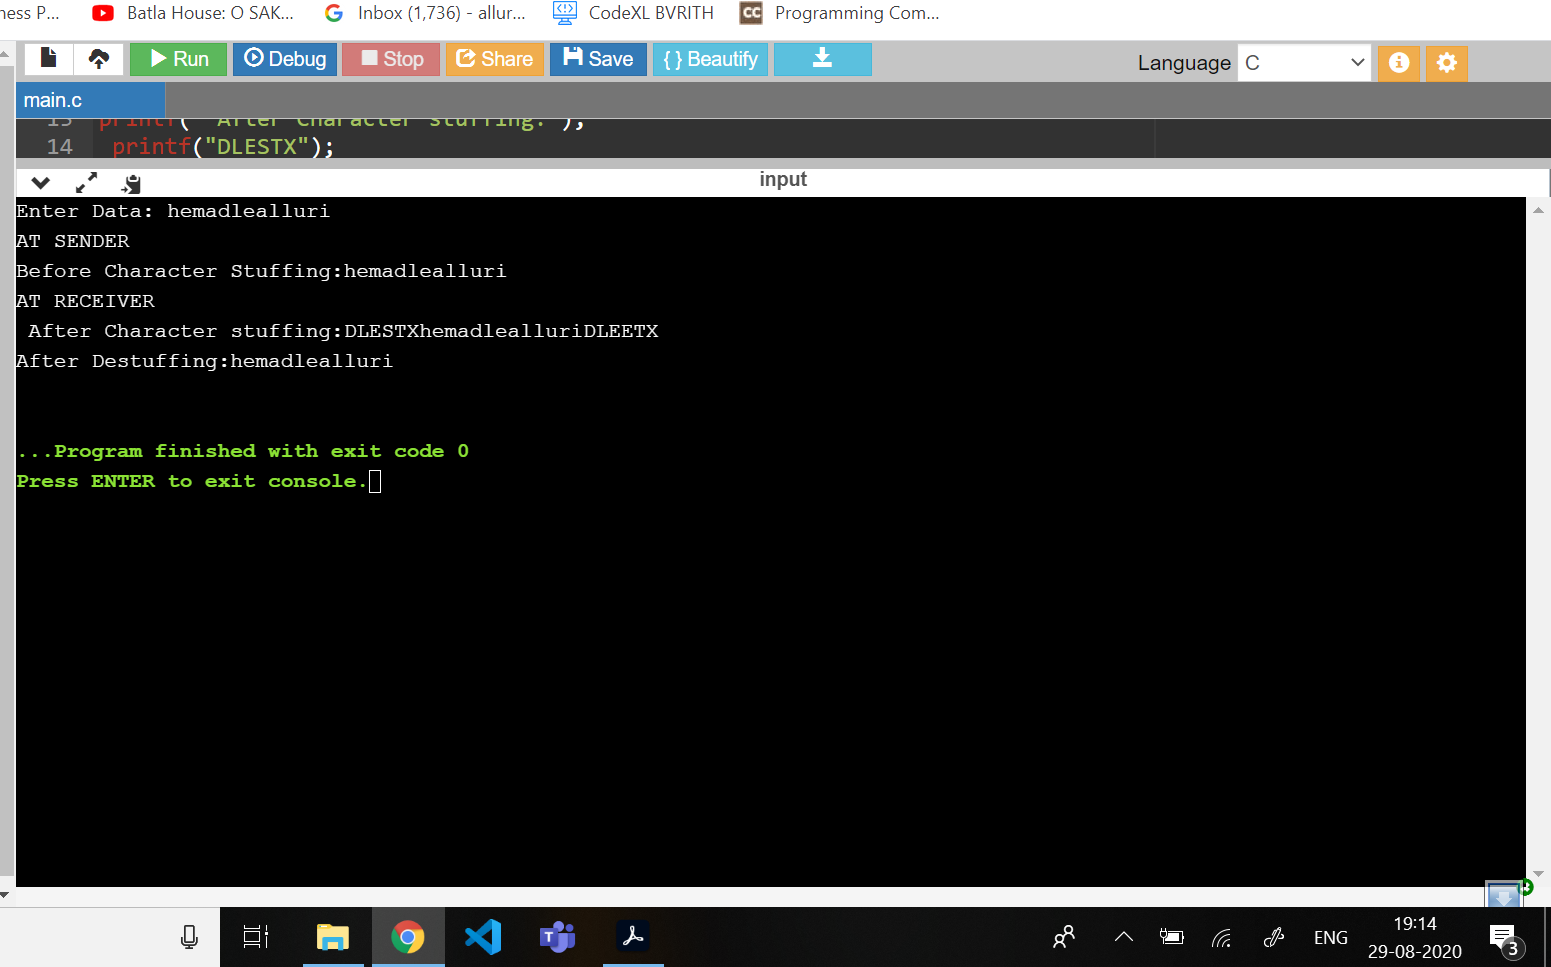 ness P... Batla House: O SAK... Inbox (1,736) - allur... CodeXL BVRITH CC Programming Com...
Run Debug Stop Share Save { } Beautify Language C
main.c
13 printf(" After Character stuffing:");
14 printf("DLESTX");
input
Enter Data: hemadlealluri
AT SENDER
Before Character Stuffing:hemadlealluri
AT RECEIVER
 After Character stuffing:DLESTXhemadlealluriDLEETX
After Destuffing:hemadlealluri
...Program finished with exit code 0
Press ENTER to exit console.
ENG 19:14
29-08-2020 3